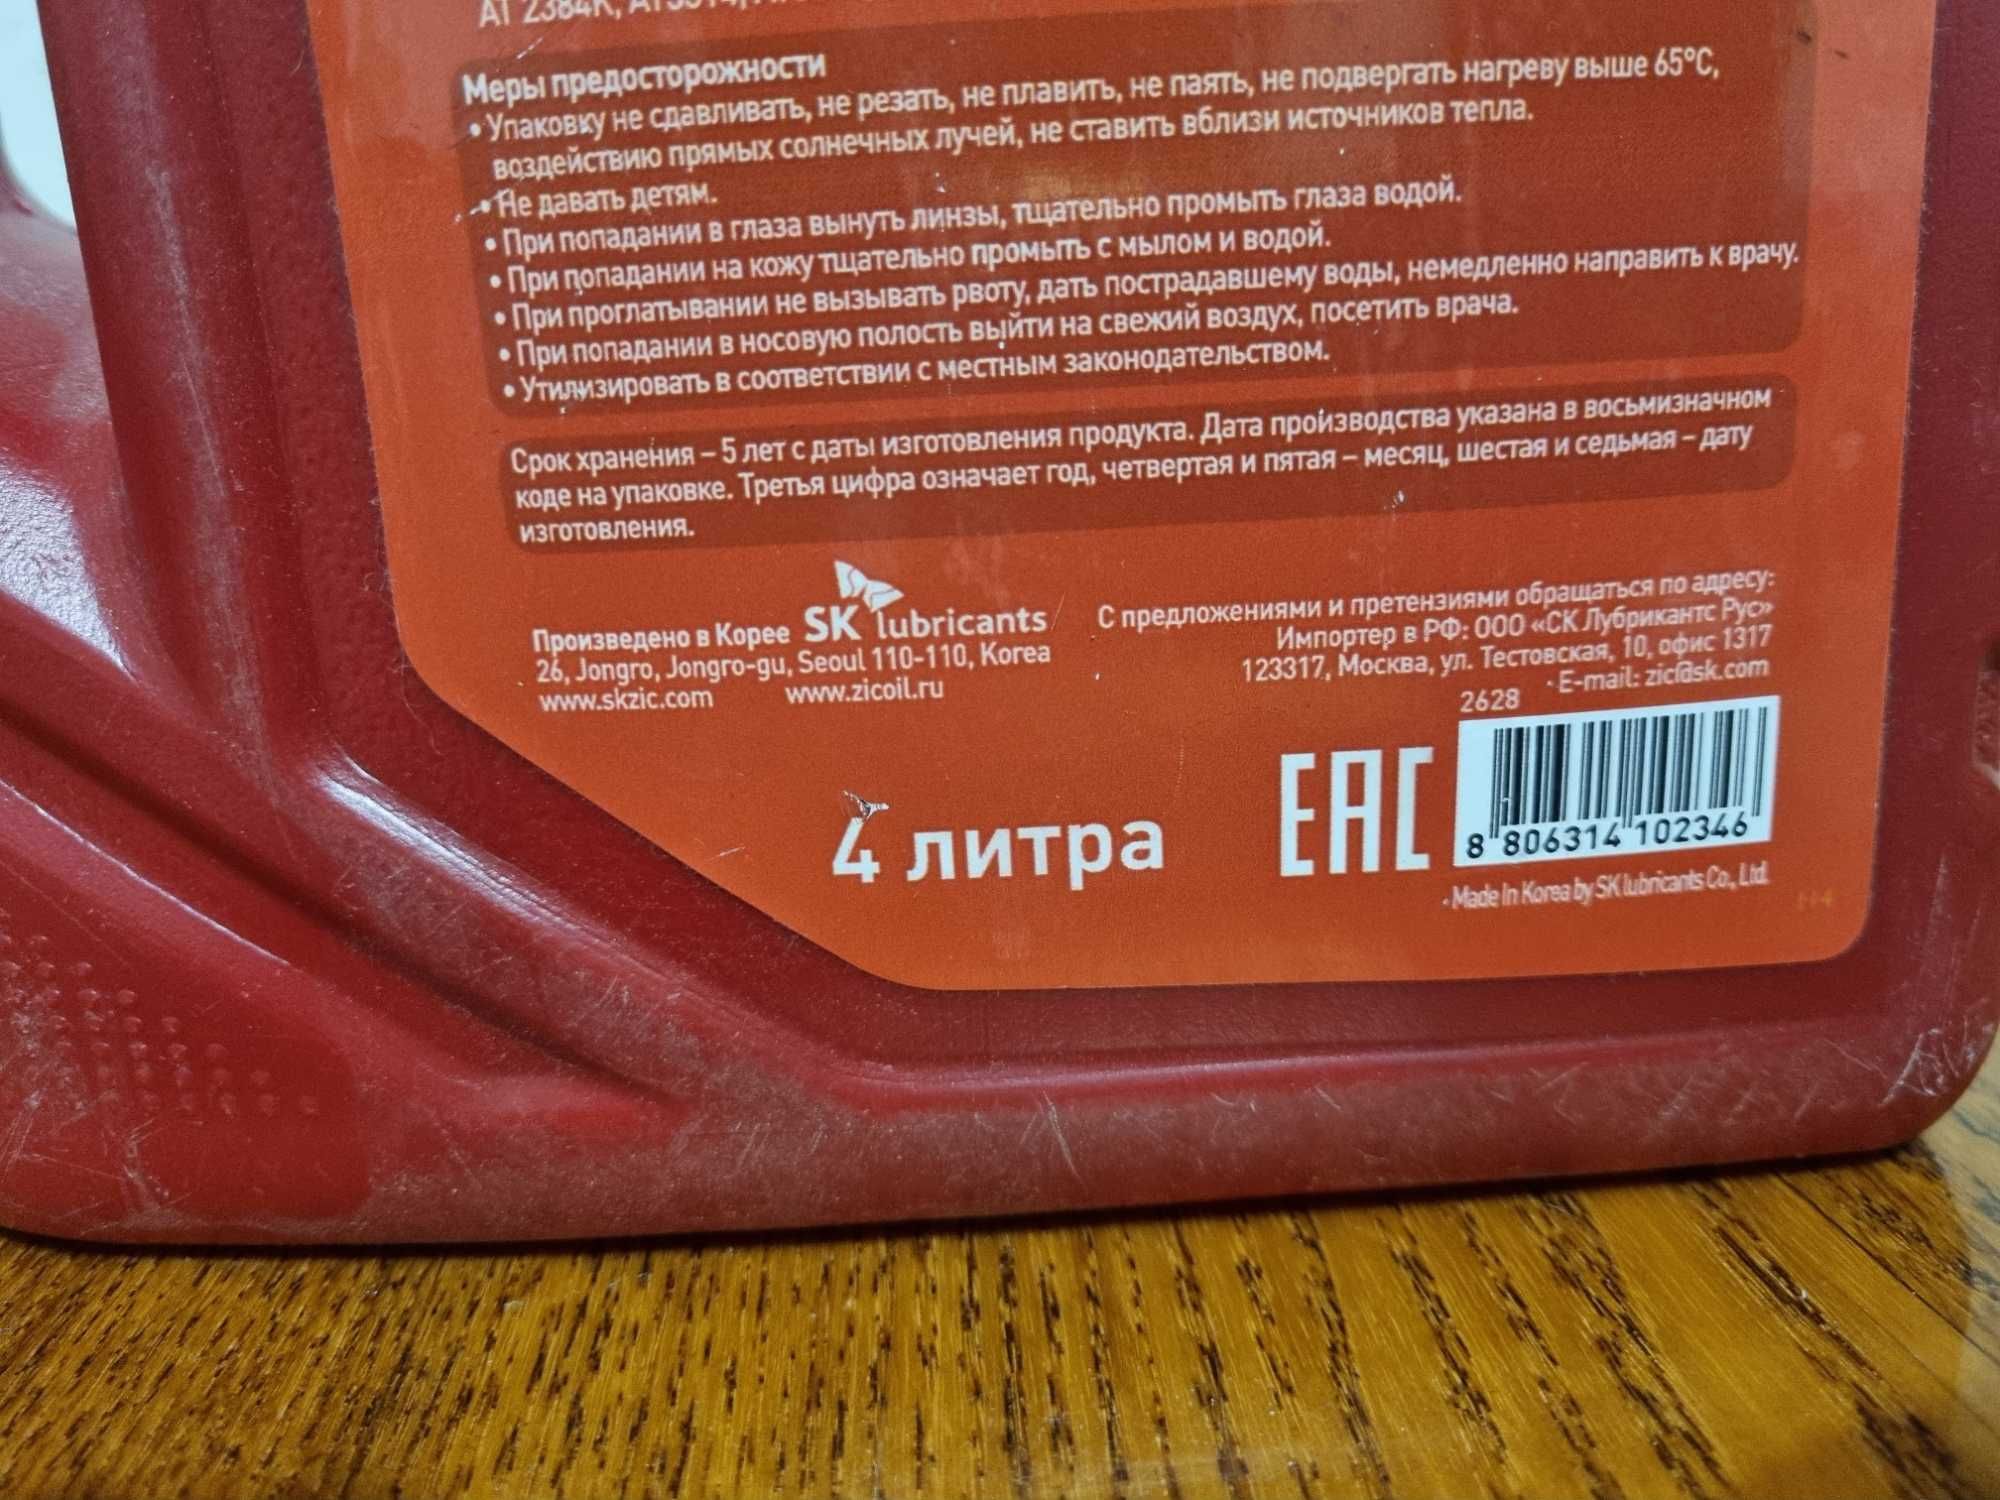 AT 2384K,
Меры предосторожности
• Упаковку не сдавливать, не резать, не плавить, не паять, не подвергать нагреву выше 65°C,
воздействию прямых солнечных лучей, не ставить вблизи источников тепла.
• Не давать детям.
• При попадании в глаза вынуть линзы, тщательно промыть глаза водой.
• При попадании на кожу тщательно промыть с мылом и водой.
• При проглатывании не вызывать рвоту, дать пострадавшему воды, немедленно направить к врачу.
• При попадании в носовую полость выйти на свежий воздух, посетить врача.
• Утилизировать в соответствии с местным законодательством.
Срок хранения – 5 лет с даты изготовления продукта. Дата производства указана в восьмизначном
коде на упаковке. Третья цифра означает год, четвертая и пятая – месяц, шестая и седьмая – дату
изготовления.
Произведено в Корее SK lubricants
26, Jongro, Jongro-gu, Seoul 110-110, Korea
www.skzic.com www.zicoil.ru
С предложениями и претензиями обращаться по адресу:
Импортер в РФ: ООО «СК Лубрикантс Рус»
123317, Москва, ул. Тестовская, 10, офис 1317
2628 · E-mail: zic@sk.com
4 литра
EAC
8 806314 102346
· Made In Korea by SK lubricants Co., Ltd.